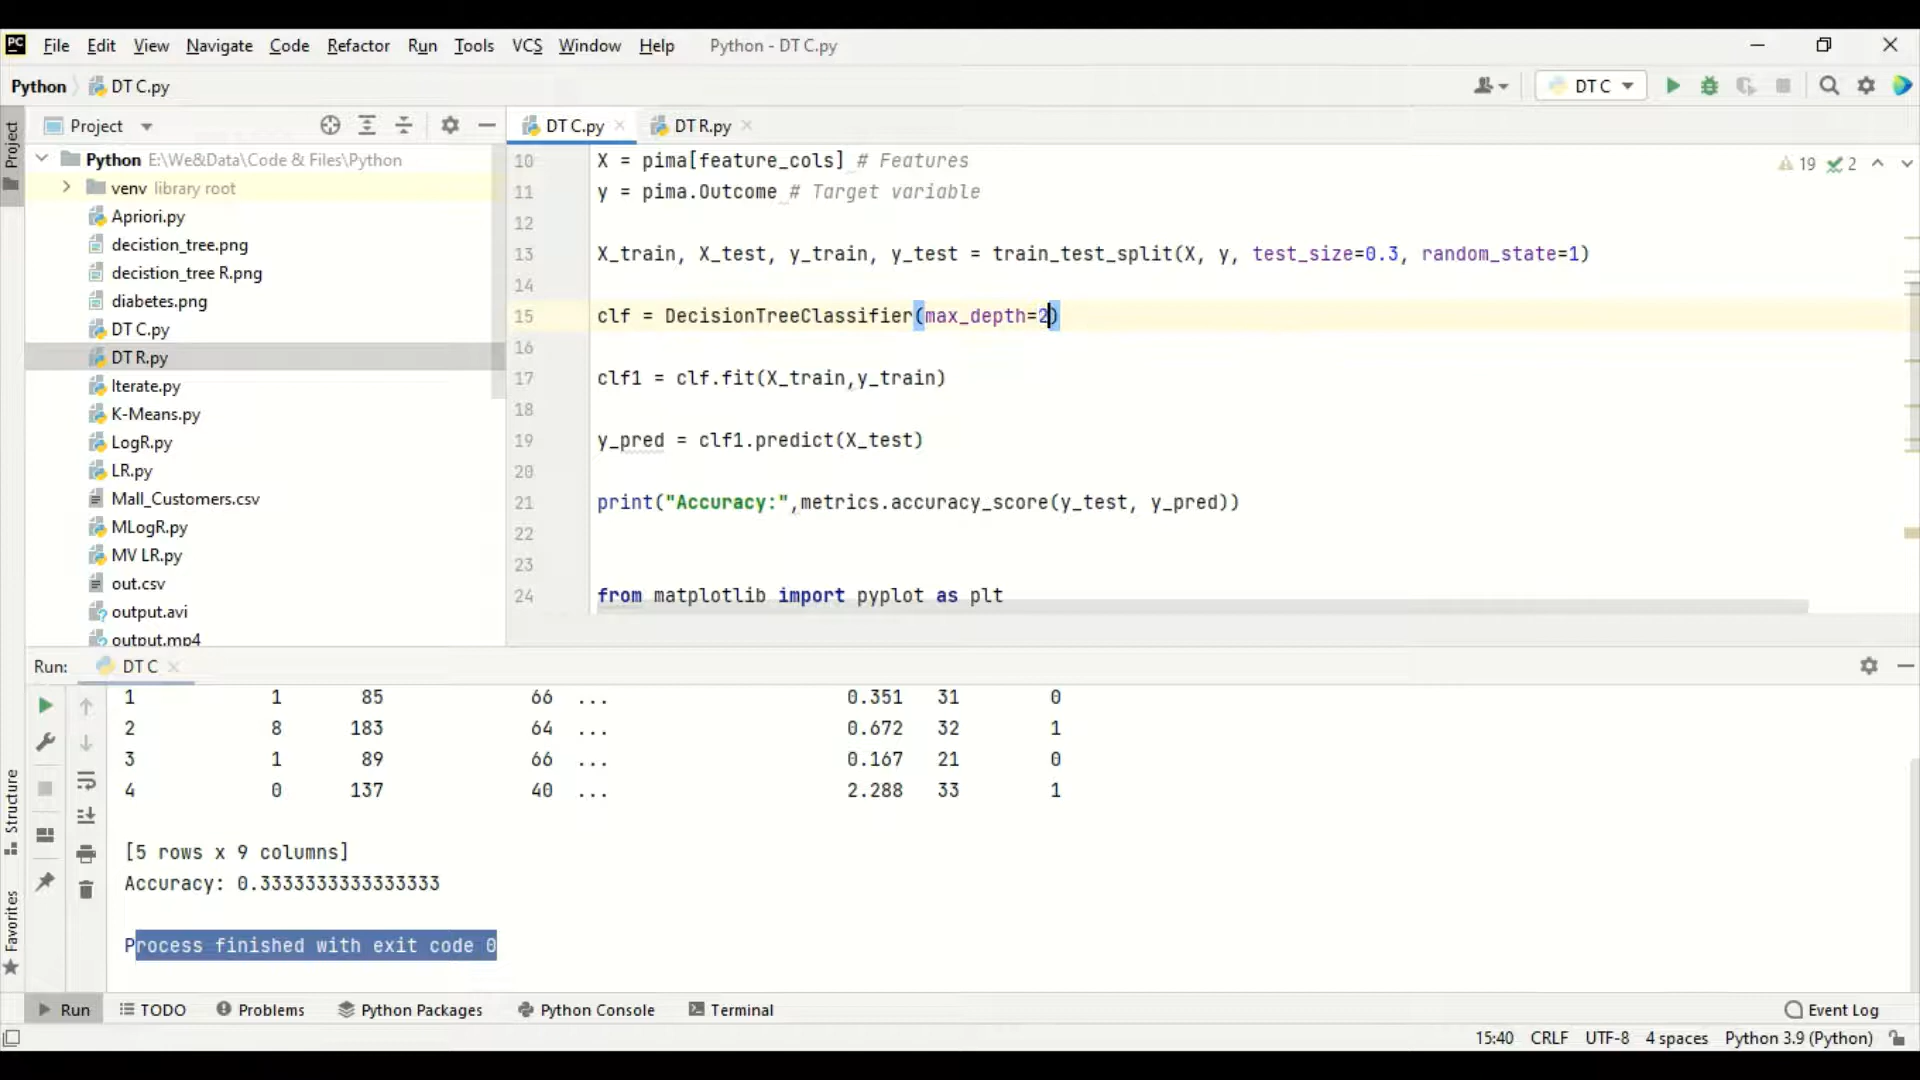 PC File Edit View Navigate Code Refactor Run Tools VCS Window Help Python - DT C.py
Python DT C.py DT C
Project
Project DT C.py DT R.py
Python E:\We&Data\Code & Files\Python
venv library root
Apriori.py
decistion_tree.png
decistion_tree R.png
diabetes.png
DT C.py
DT R.py
Iterate.py
K-Means.py
LogR.py
LR.py
Mall_Customers.csv
MLogR.py
MV LR.py
out.csv
output.avi
output.mp4
19 2
10 X = pima[feature_cols] # Features
11 y = pima.Outcome # Target variable
12
13 X_train, X_test, y_train, y_test = train_test_split(X, y, test_size=0.3, random_state=1)
14
15 clf = DecisionTreeClassifier(max_depth=2)
16
17 clf1 = clf.fit(X_train,y_train)
18
19 y_pred = clf1.predict(X_test)
20
21 print("Accuracy:",metrics.accuracy_score(y_test, y_pred))
22
23
24 from matplotlib import pyplot as plt
Run: DT C
1 1 85 66 ... 0.351 31 0
2 8 183 64 ... 0.672 32 1
3 1 89 66 ... 0.167 21 0
4 0 137 40 ... 2.288 33 1
[5 rows x 9 columns]
Accuracy: 0.3333333333333333
Process finished with exit code 0
Structure
Favorites
Run TODO Problems Python Packages Python Console Terminal Event Log
15:40 CRLF UTF-8 4 spaces Python 3.9 (Python)